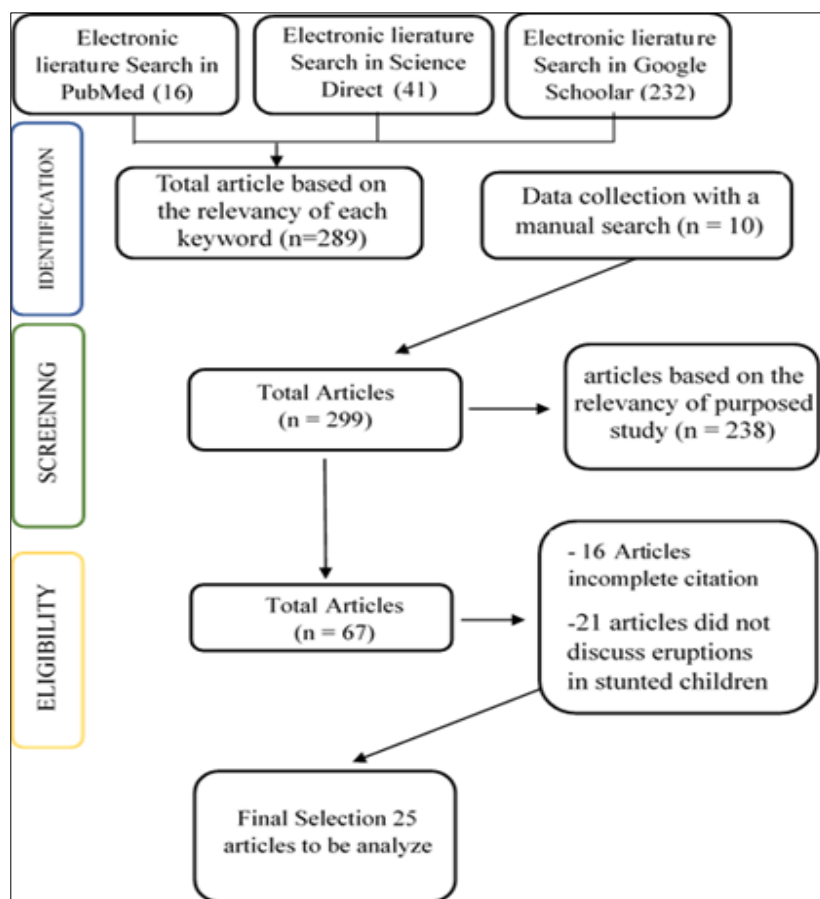 Electronic
lierature Search in
PubMed (16)
Electronic lierature
Search in Science
Direct (41)
Electronic lierature
Search in Google
Schoolar (232)
IDENTIFICATION
Total article based on
the relevancy of each
keyword (n=289)
Data collection with a
manual search (n = 10)
SCREENING
Total Articles
(n = 299)
articles based on the
relevancy of purposed
study (n = 238)
ELIGIBILITY
Total Articles
(n = 67)
- 16 Articles
incomplete citation
-21 articles did not
discuss eruptions
in stunted children
Final Selection 25
articles to be analyze